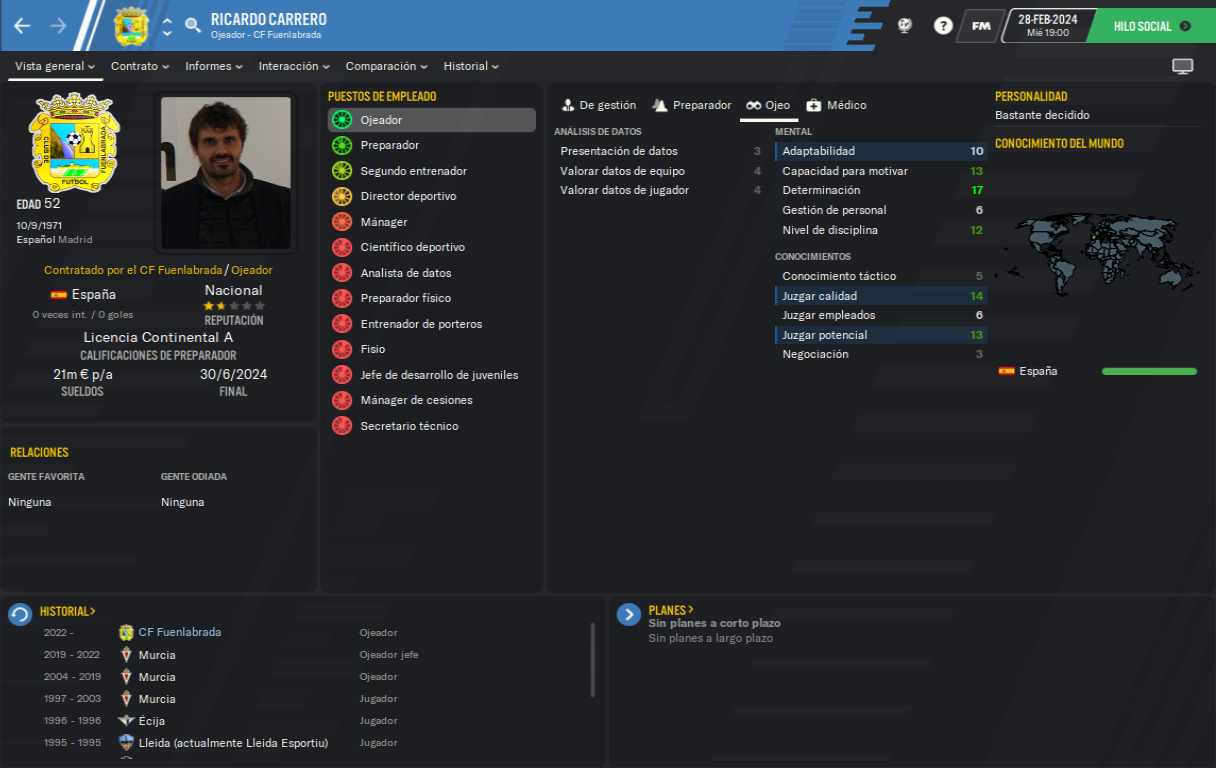 RICARDO CARRERO
Ojeador - CF Fuenlabrada
FM
28-FEB-2024
Mié 19:00
HILO SOCIAL
Vista general
Contrato
Informes
Interacción
Comparación
Historial
CLUB DE
FUENLABRADA
FUTBOL
EDAD 52
10/9/1971
Español Madrid
Contratado por el CF Fuenlabrada / Ojeador
España
0 veces int. / 0 goles
Nacional
REPUTACIÓN
Licencia Continental A
CALIFICACIONES DE PREPARADOR
21m € p/a
SUELDOS
30/6/2024
FINAL
RELACIONES
GENTE FAVORITA
GENTE ODIADA
Ninguna
Ninguna
PUESTOS DE EMPLEADO
Ojeador
Preparador
Segundo entrenador
Director deportivo
Mánager
Científico deportivo
Analista de datos
Preparador físico
Entrenador de porteros
Fisio
Jefe de desarrollo de juveniles
Mánager de cesiones
Secretario técnico
De gestión
Preparador
Ojeo
Médico
ANÁLISIS DE DATOS
Presentación de datos 3
Valorar datos de equipo 4
Valorar datos de jugador 4
MENTAL
Adaptabilidad 10
Capacidad para motivar 13
Determinación 17
Gestión de personal 6
Nivel de disciplina 12
CONOCIMIENTOS
Conocimiento táctico 5
Juzgar calidad 14
Juzgar empleados 6
Juzgar potencial 13
Negociación 3
PERSONALIDAD
Bastante decidido
CONOCIMIENTO DEL MUNDO
España
HISTORIAL >
2022 - CF Fuenlabrada Ojeador
2019 - 2022 Murcia Ojeador jefe
2004 - 2019 Murcia Ojeador
1997 - 2003 Murcia Jugador
1996 - 1996 Écija Jugador
1995 - 1995 Lleida (actualmente Lleida Esportiu) Jugador
PLANES >
Sin planes a corto plazo
Sin planes a largo plazo